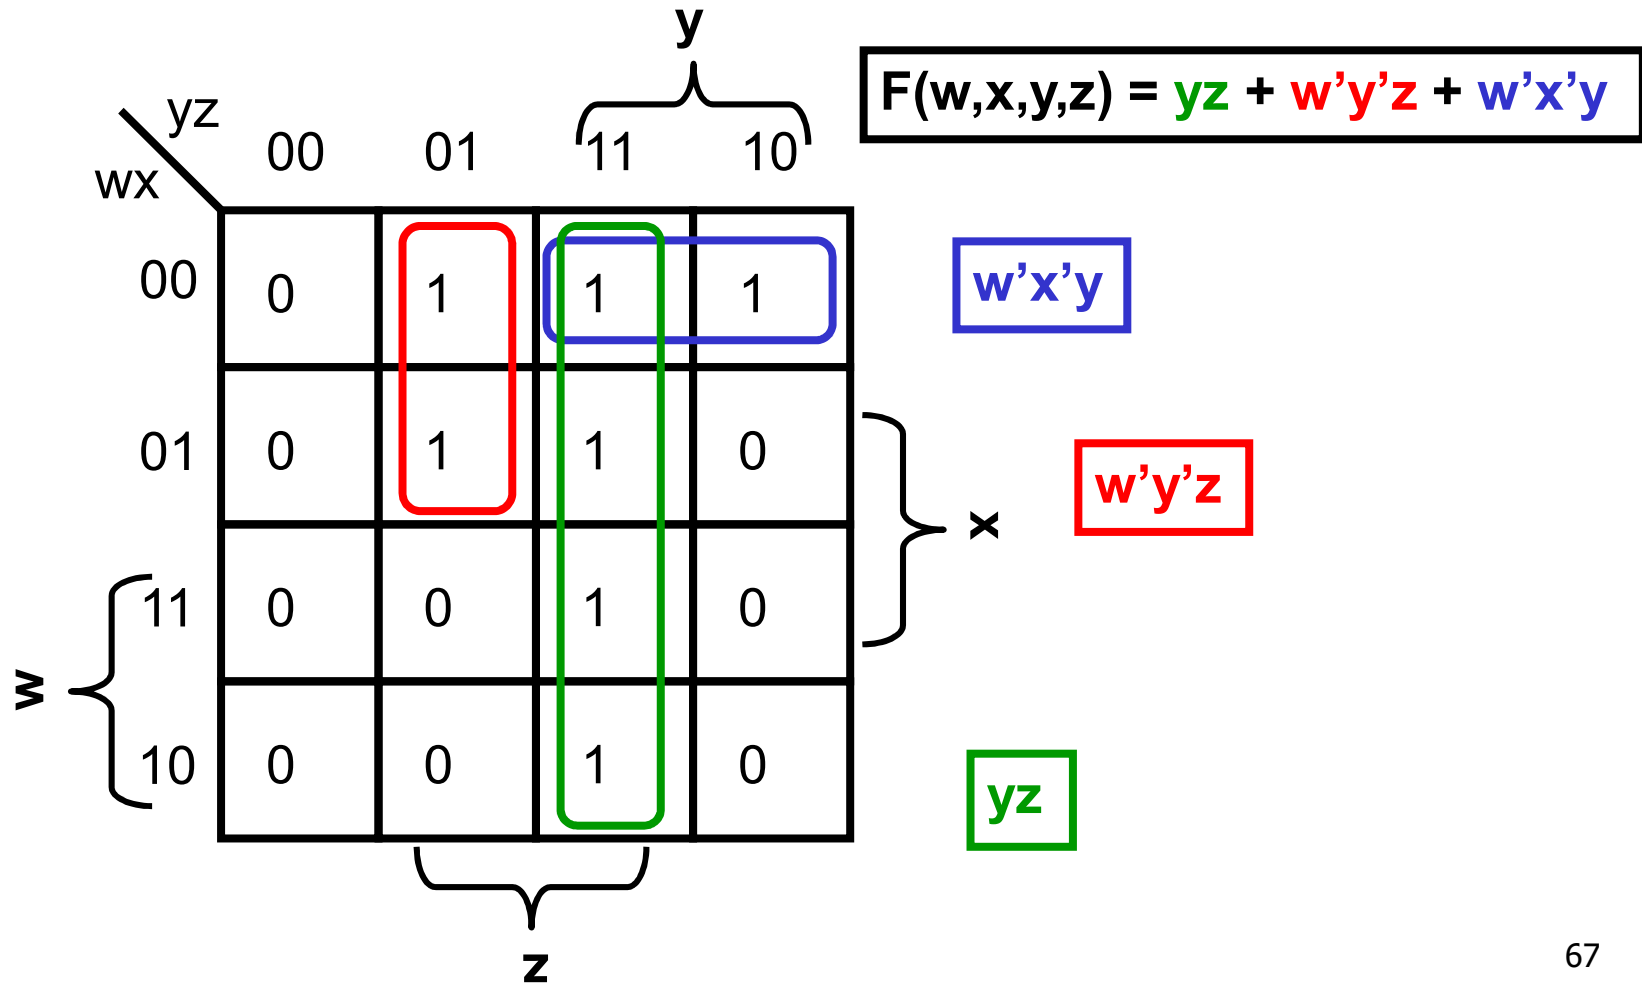 y
F(w,x,y,z) = yz + w’y’z + w’x’y
yz
wx
00 01 11 10
00 0 1 1 1
w’x’y
01 0 1 1 0
w’y’z
x
11 0 0 1 0
w
10 0 0 1 0
yz
z
67